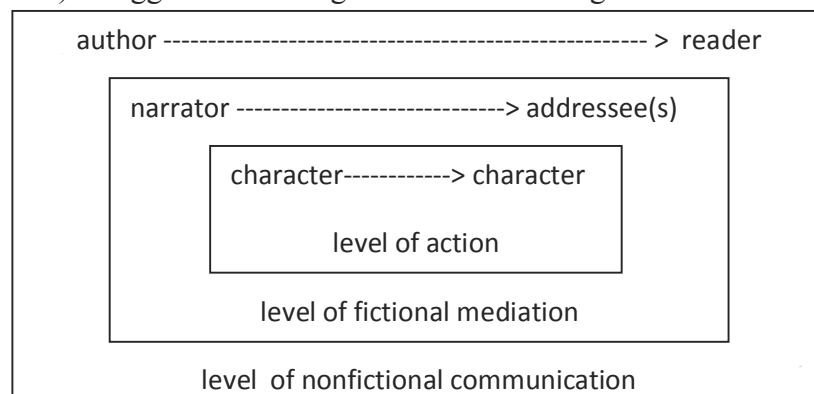 author ------------------------------------------------------ > reader
narrator ------------------------------> addressee(s)
character------------> character
level of action
level of fictional mediation
level of nonfictional communication